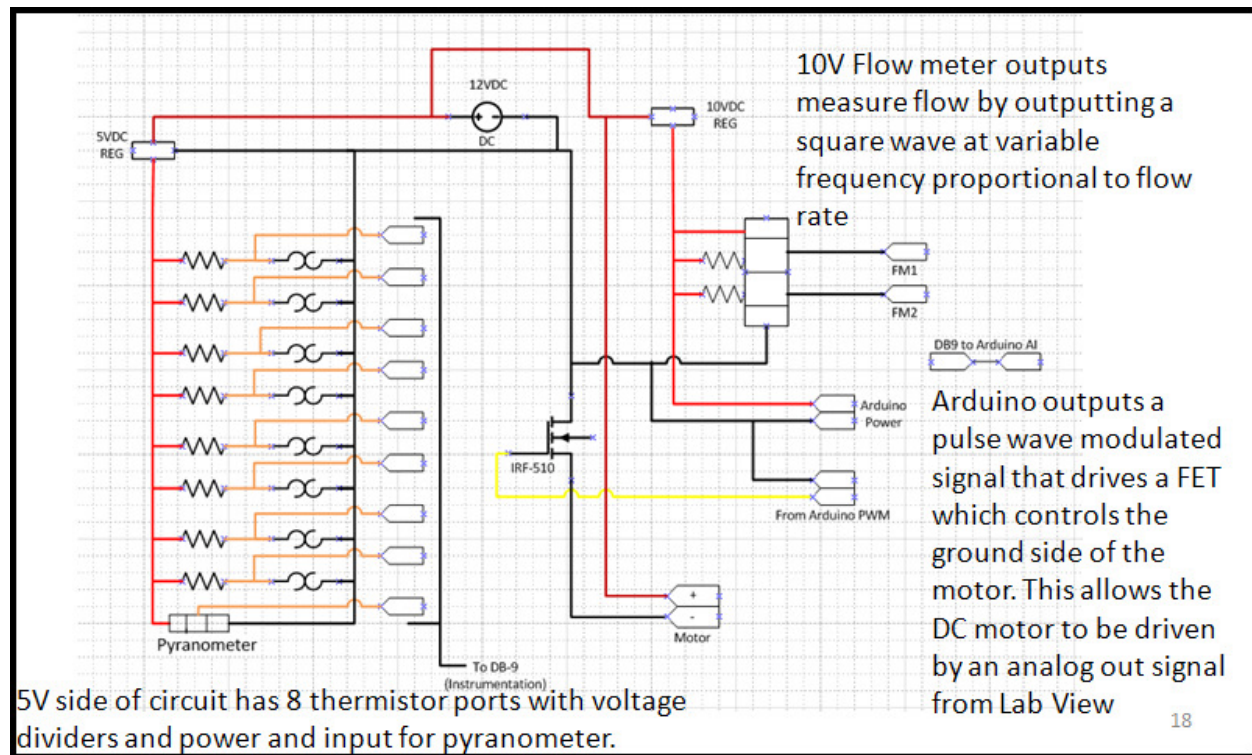 12VDC
DC
5VDC
REG
10VDC
REG
10V Flow meter outputs
measure flow by outputting a
square wave at variable
frequency proportional to flow
rate
FM1
FM2
DB9 to Arduino AI
Arduino
Power
IRF-510
From Arduino PWM
+
-
Motor
Arduino outputs a
pulse wave modulated
signal that drives a FET
which controls the
ground side of the
motor. This allows the
DC motor to be driven
by an analog out signal
from Lab View
Pyranometer
To DB-9
(Instrumentation)
5V side of circuit has 8 thermistor ports with voltage
dividers and power and input for pyranometer.
18